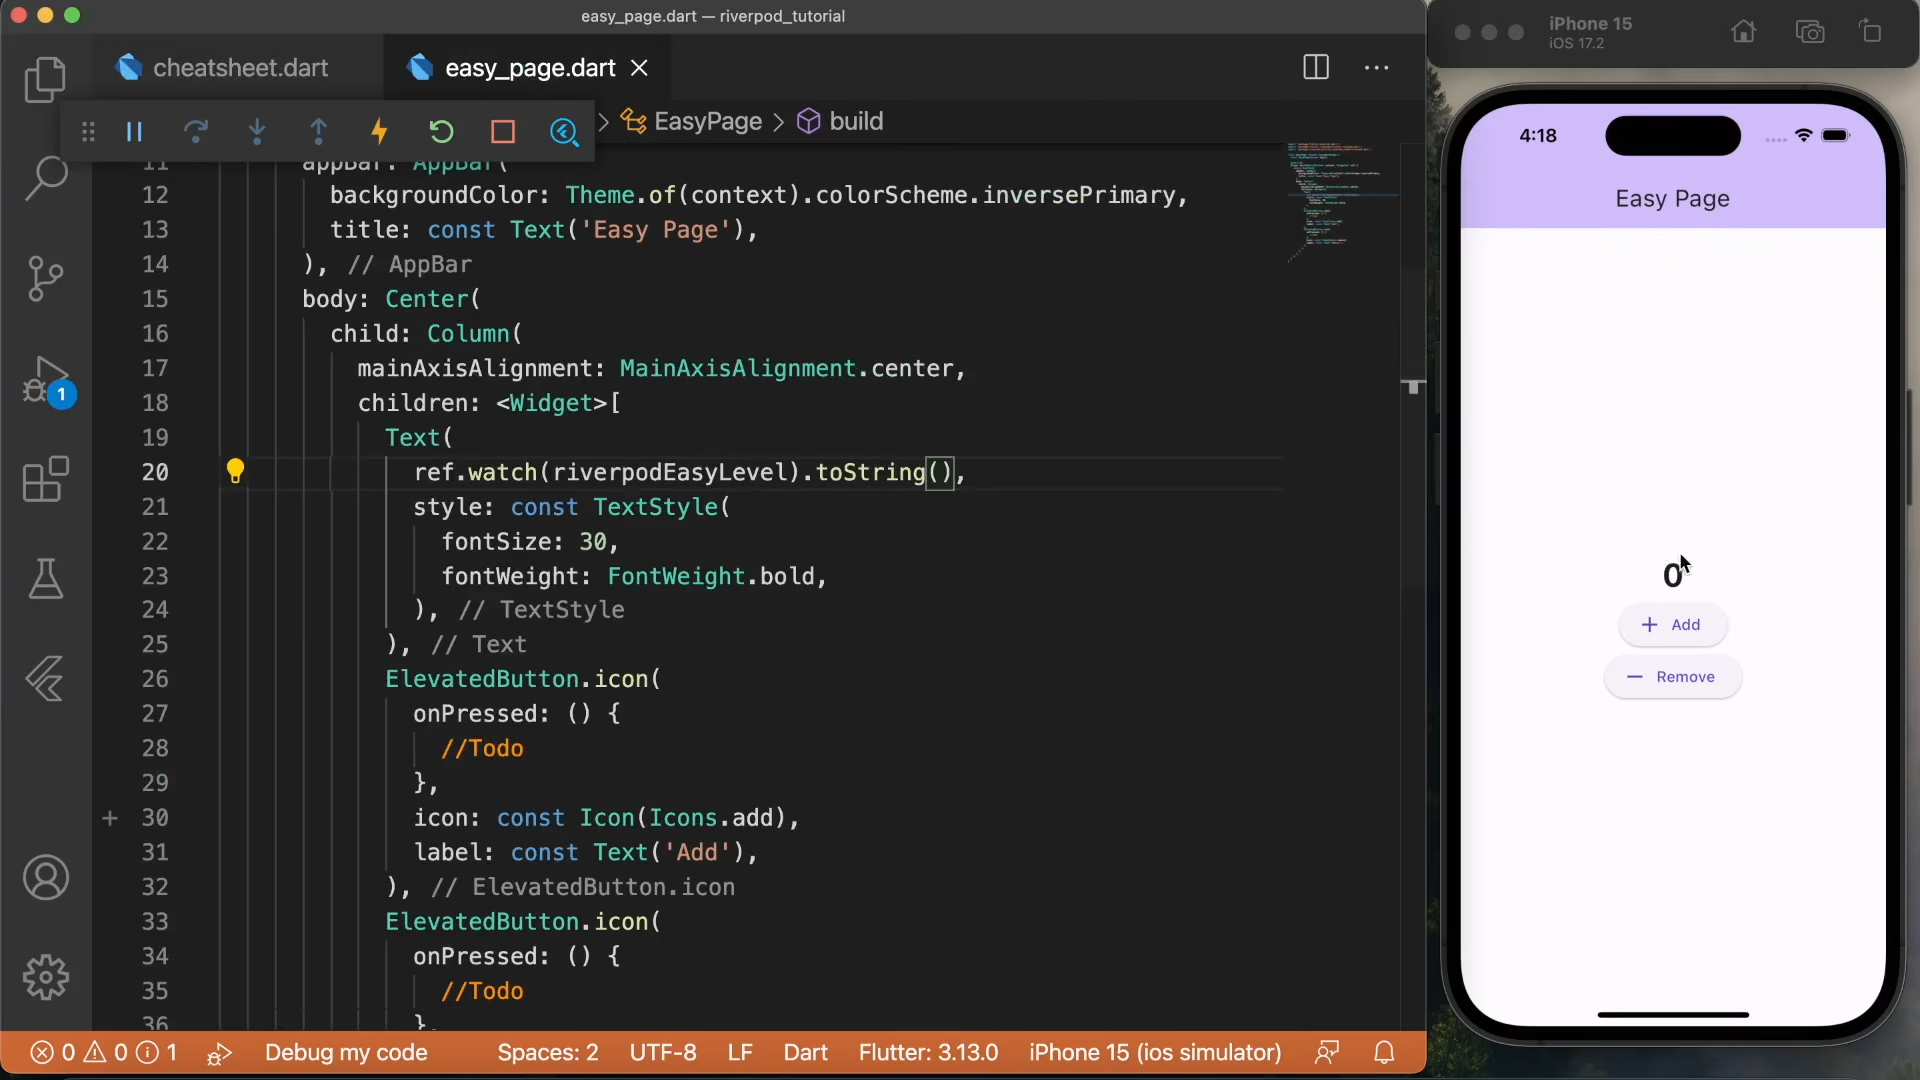 easy_page.dart — riverpod_tutorial
cheatsheet.dart
easy_page.dart
EasyPage > build
11 appBar: AppBar(
12 backgroundColor: Theme.of(context).colorScheme.inversePrimary,
13 title: const Text('Easy Page'),
14 ), // AppBar
15 body: Center(
16 child: Column(
17 mainAxisAlignment: MainAxisAlignment.center,
18 children: <Widget>[
19 Text(
20 ref.watch(riverpodEasyLevel).toString(),
21 style: const TextStyle(
22 fontSize: 30,
23 fontWeight: FontWeight.bold,
24 ), // TextStyle
25 ), // Text
26 ElevatedButton.icon(
27 onPressed: () {
28 //Todo
29 },
30 icon: const Icon(Icons.add),
31 label: const Text('Add'),
32 ), // ElevatedButton.icon
33 ElevatedButton.icon(
34 onPressed: () {
35 //Todo
36 },
1
0 0 1 Debug my code Spaces: 2 UTF-8 LF Dart Flutter: 3.13.0 iPhone 15 (ios simulator)
iPhone 15
iOS 17.2
4:18
Easy Page
0
+ Add
— Remove